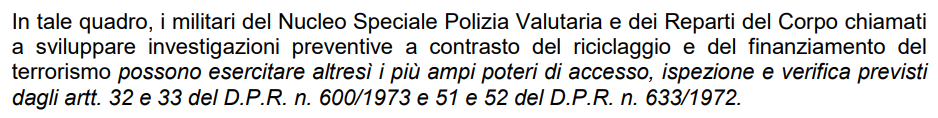 In tale quadro, i militari del Nucleo Speciale Polizia Valutaria e dei Reparti del Corpo chiamati
a sviluppare investigazioni preventive a contrasto del riciclaggio e del finanziamento del
terrorismo possono esercitare altresì i più ampi poteri di accesso, ispezione e verifica previsti
dagli artt. 32 e 33 del D.P.R. n. 600/1973 e 51 e 52 del D.P.R. n. 633/1972.